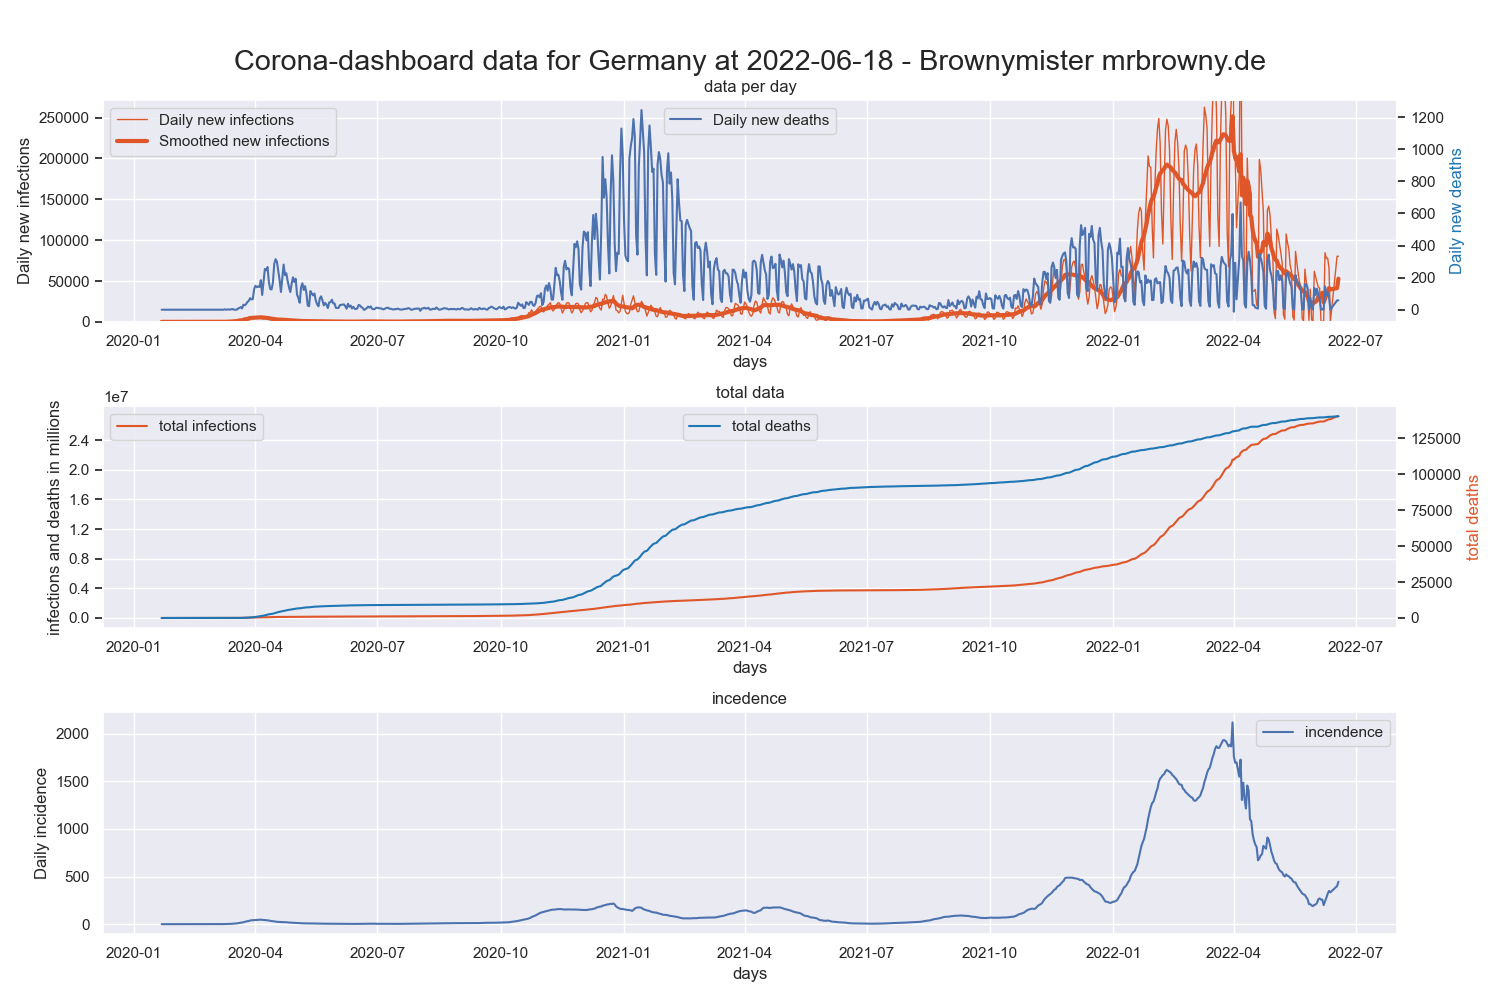 Corona-dashboard data for Germany at 2022-06-18 - Brownymister mrbrowny.de
data per day
Daily new infections
Smoothed new infections
Daily new deaths
Daily new infections
250000
200000
150000
100000
50000
0
1200
1000
800
600
400
200
0
Daily new deaths
2020-01 2020-04 2020-07 2020-10 2021-01 2021-04 2021-07 2021-10 2022-01 2022-04 2022-07
days
total data
1e7
total infections
total deaths
infections and deaths in millions
2.4
2.0
1.6
1.2
0.8
0.4
0.0
125000
100000
75000
50000
25000
0
total deaths
2020-01 2020-04 2020-07 2020-10 2021-01 2021-04 2021-07 2021-10 2022-01 2022-04 2022-07
days
incedence
incendence
Daily incidence
2000
1500
1000
500
0
2020-01 2020-04 2020-07 2020-10 2021-01 2021-04 2021-07 2021-10 2022-01 2022-04 2022-07
days